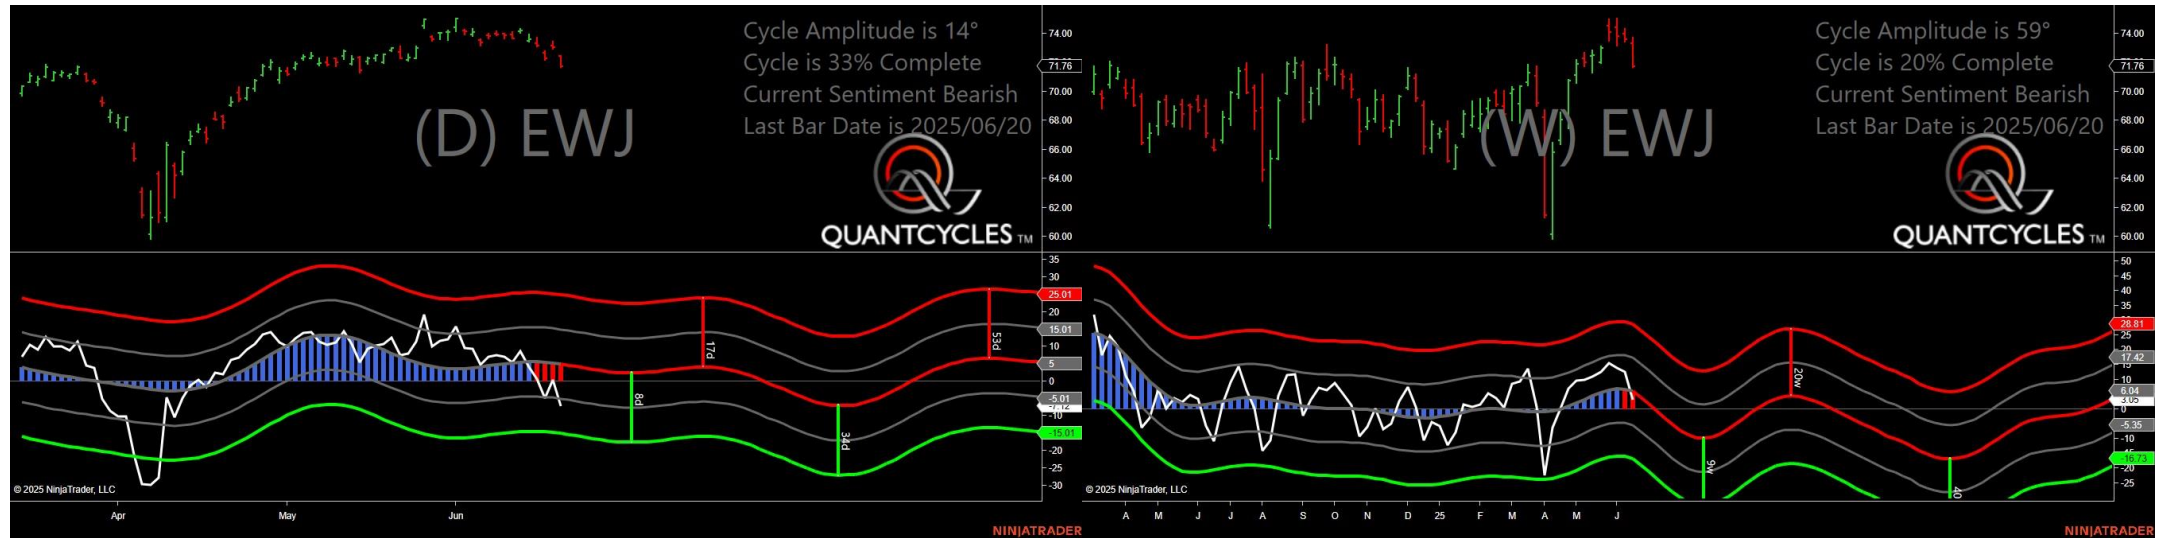 Cycle Amplitude is 14°
Cycle is 33% Complete
Current Sentiment Bearish
Last Bar Date is 2025/06/20
(D) EWJ
QUANTCYCLES TM
74.00
71.76
70.00
68.00
66.00
64.00
62.00
60.00
35
30
25.01
20
15.01
10
5
0
-5.01
-7.12
-10
-15.01
-20
-25
-30
17d
53d
8d
34d
© 2025 NinjaTrader, LLC
Apr
May
Jun
NINJATRADER
Cycle Amplitude is 59°
Cycle is 20% Complete
Current Sentiment Bearish
Last Bar Date is 2025/06/20
(W) EWJ
QUANTCYCLES TM
74.00
71.76
70.00
68.00
66.00
64.00
62.00
60.00
50
45
40
35
28.81
25
17.42
10
6.04
3.05
0
-5.35
-10
-16.73
-20
-25
20w
9w
40
© 2025 NinjaTrader, LLC
A M J J A S O N D 25 F M A M J
NINJATRADER